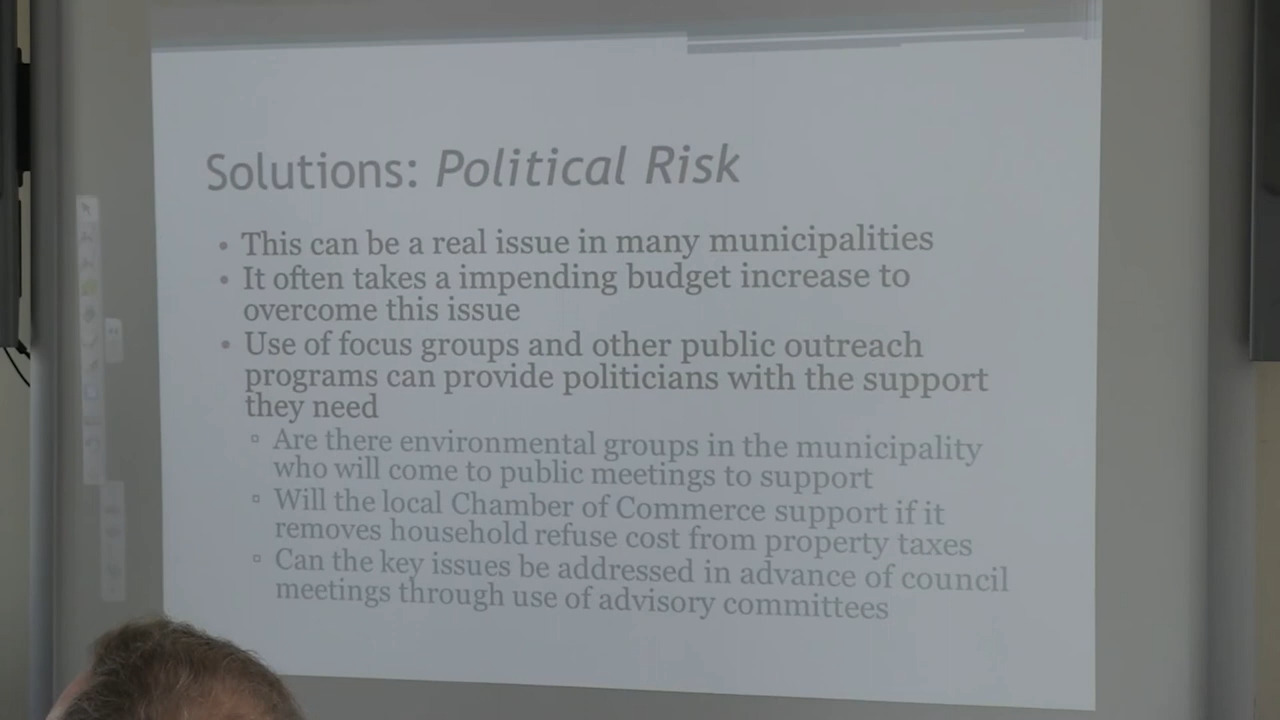 Solutions: Political Risk
• This can be a real issue in many municipalities
• It often takes a impending budget increase to
overcome this issue
• Use of focus groups and other public outreach
programs can provide politicians with the support
they need
▫ Are there environmental groups in the municipality
who will come to public meetings to support
▫ Will the local Chamber of Commerce support if it
removes household refuse cost from property taxes
▫ Can the key issues be addressed in advance of council
meetings through use of advisory committees